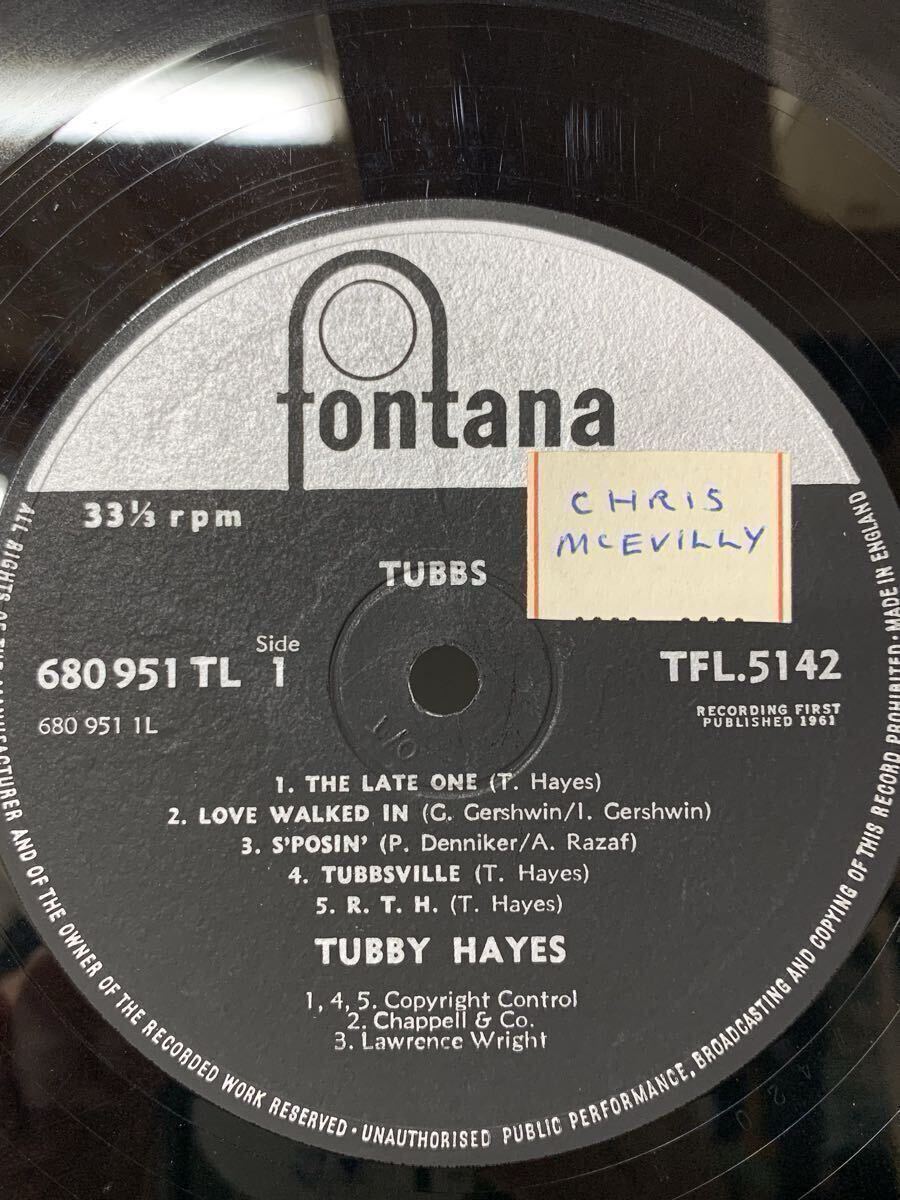 fontana
33⅓ rpm
CHRIS
McEVILLY
TUBBS
Side
680 951 TL 1
TFL.5142
680 951 1L
RECORDING FIRST
PUBLISHED 1961
1. THE LATE ONE (T. Hayes)
2. LOVE WALKED IN (G. Gershwin/I. Gershwin)
3. S'POSIN' (P. Denniker/A. Razaf)
4. TUBBSVILLE (T. Hayes)
5. R. T. H. (T. Hayes)
TUBBY HAYES
1, 4, 5. Copyright Control
2. Chappell & Co.
3. Lawrence Wright
ALL RIGHTS OF THE MANUFACTURER AND OF THE OWNER OF THE RECORDED WORK RESERVED · UNAUTHORISED PUBLIC PERFORMANCE, BROADCASTING AND COPYING OF THIS RECORD PROHIBITED · MADE IN ENGLAND